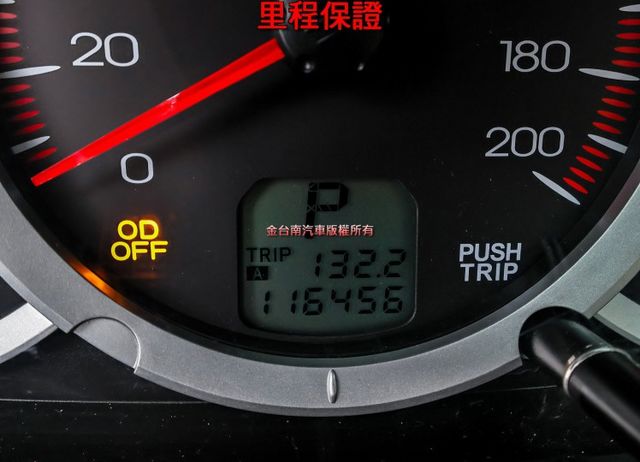 里程保證
20
180
200
0
P
金台南汽車版權所有
OD
OFF
TRIP
A
132.2
116456
PUSH
TRIP